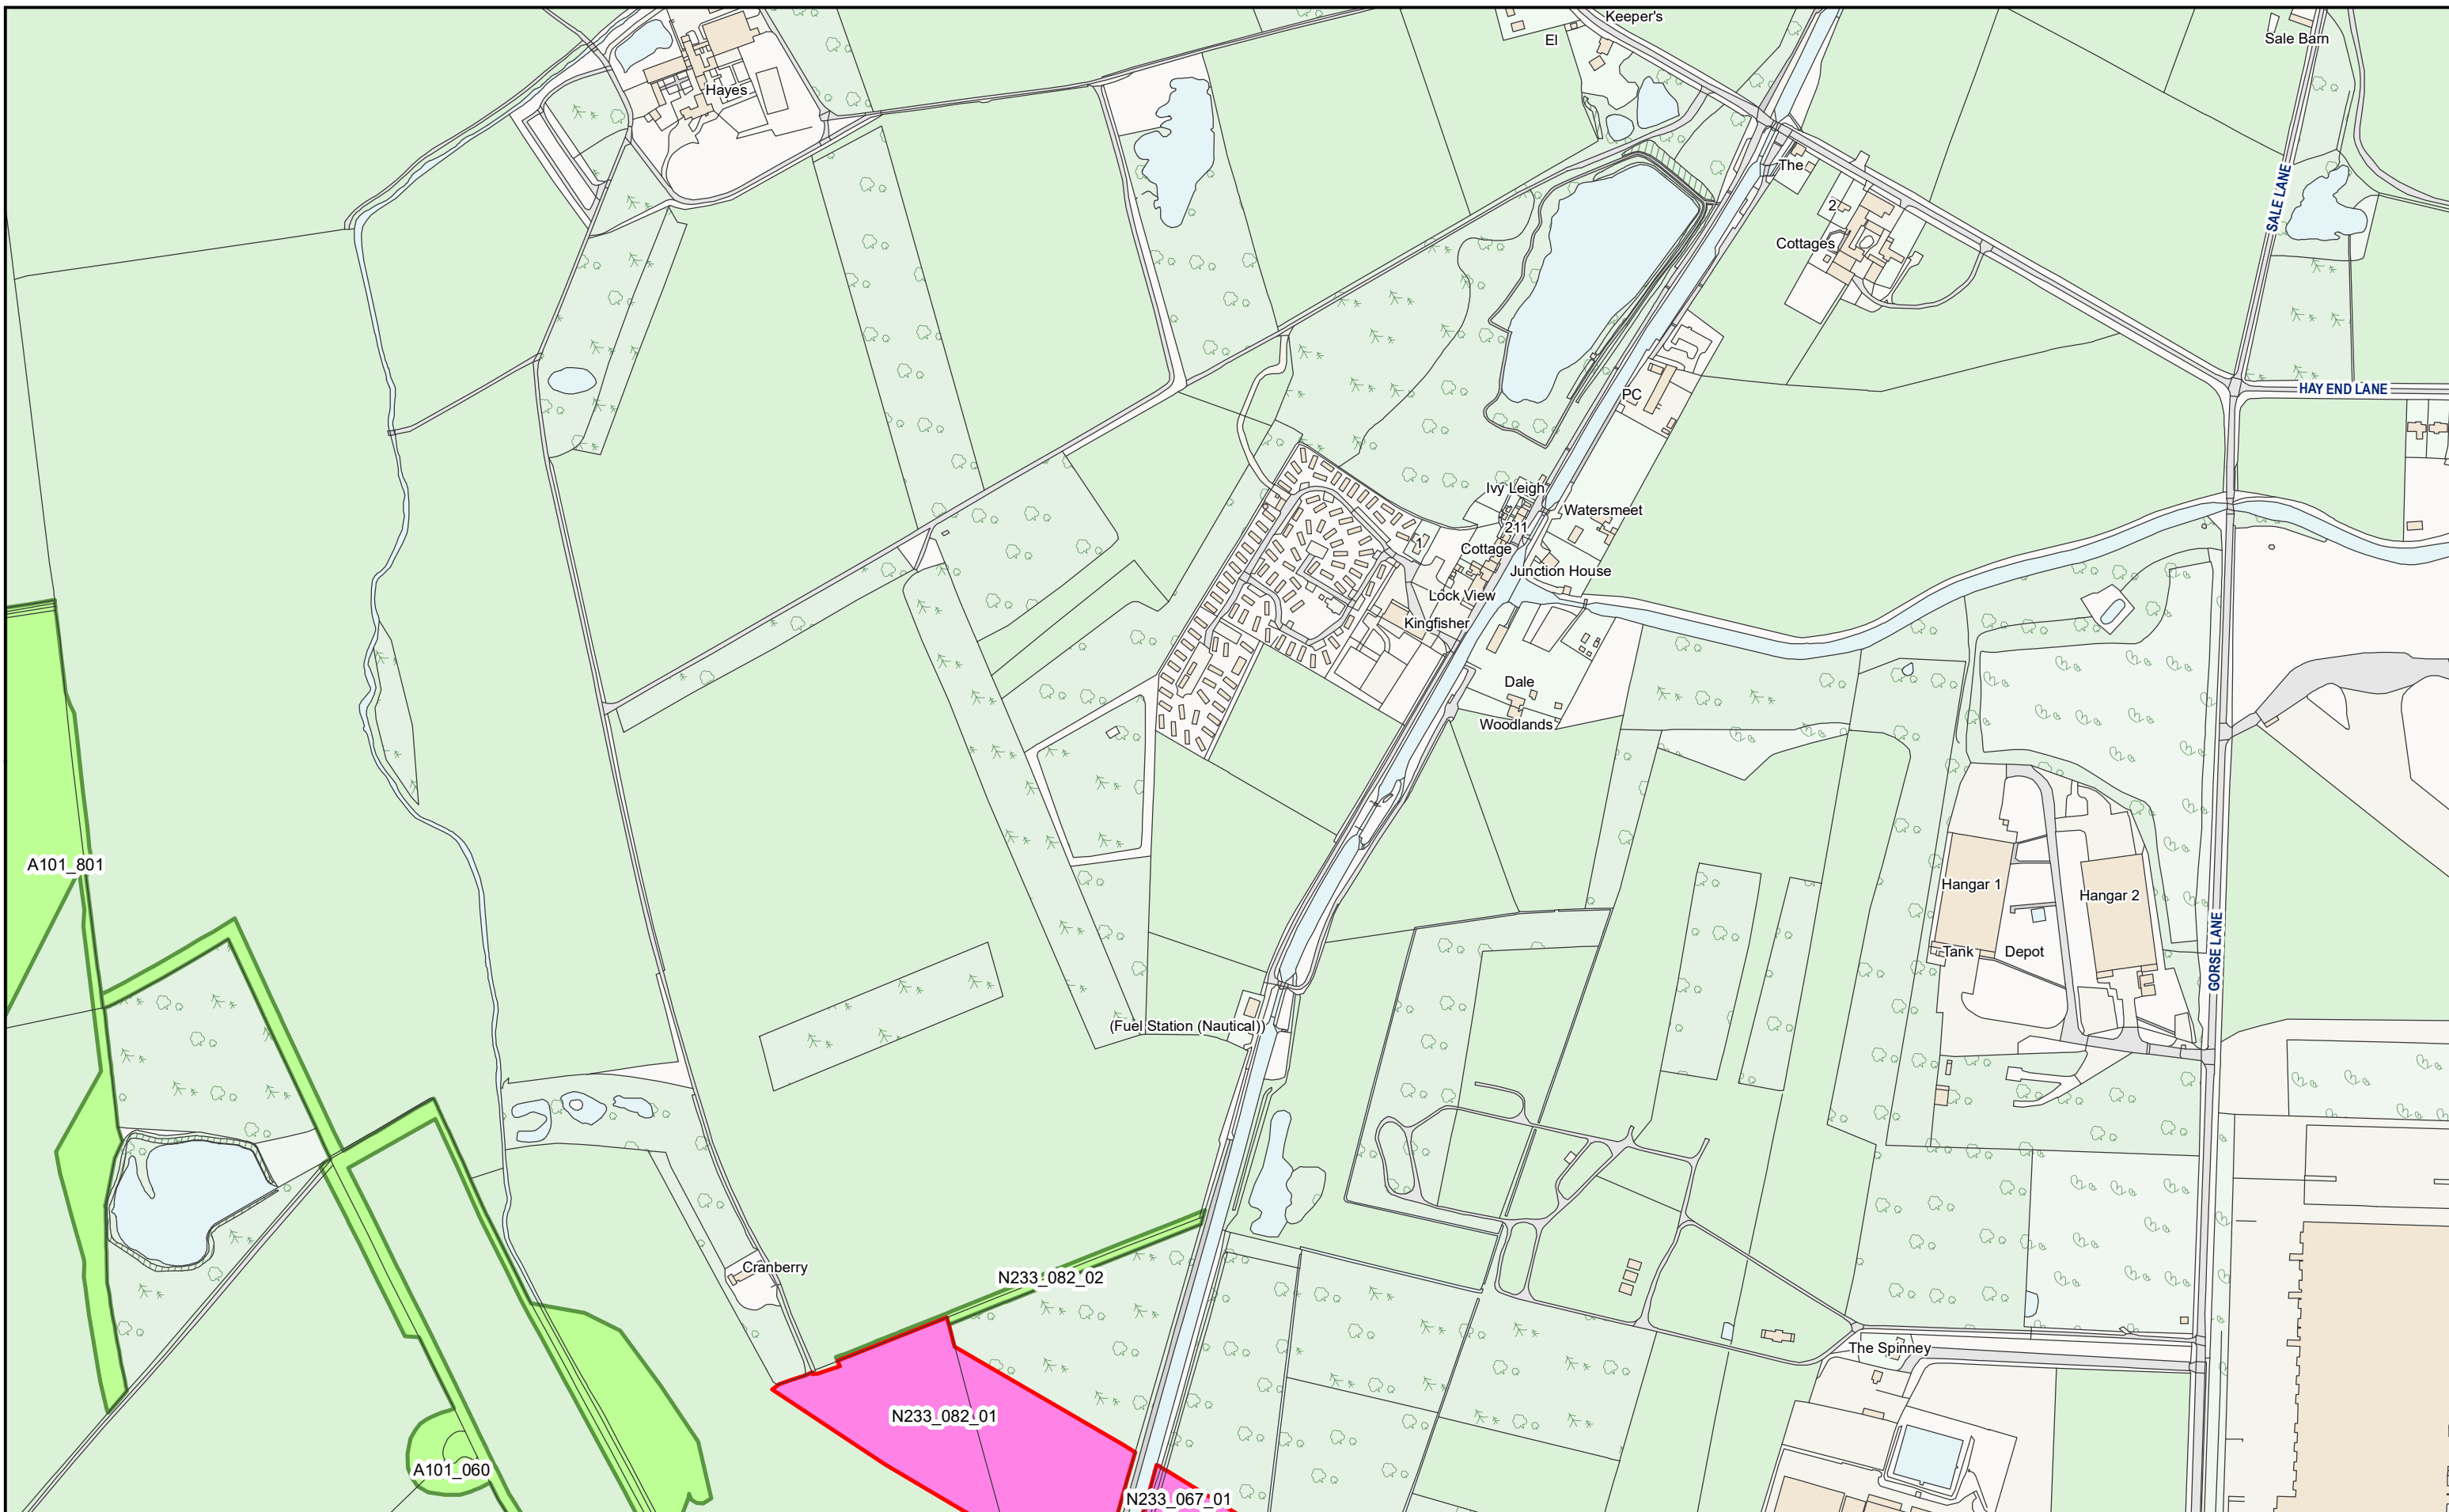 Keeper's
El
Sale Barn
Hayes
The
2
SALE LANE
Cottages
HAY END LANE
PC
Ivy Leigh
Watersmeet
211
1
Cottage
Junction House
Lock View
Kingfisher
Dale
Woodlands
A101_801
Hangar 1
Hangar 2
GORSE LANE
Tank
Depot
(Fuel Station (Nautical))
Cranberry
N233_082_02
The Spinney
N233_082_01
A101_060
N233_067_01